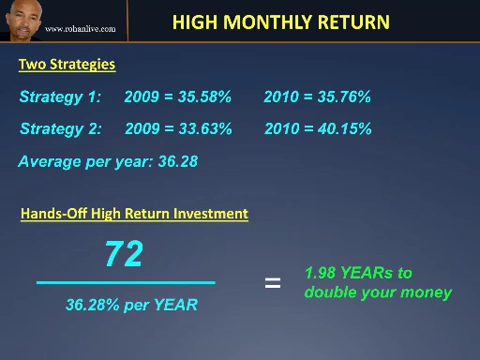 www.robanlive.com
HIGH MONTHLY RETURN
Two Strategies
Strategy 1: 2009 = 35.58% 2010 = 35.76%
Strategy 2: 2009 = 33.63% 2010 = 40.15%
Average per year: 36.28
Hands-Off High Return Investment
72
36.28% per YEAR
=
1.98 YEARs to
double your money